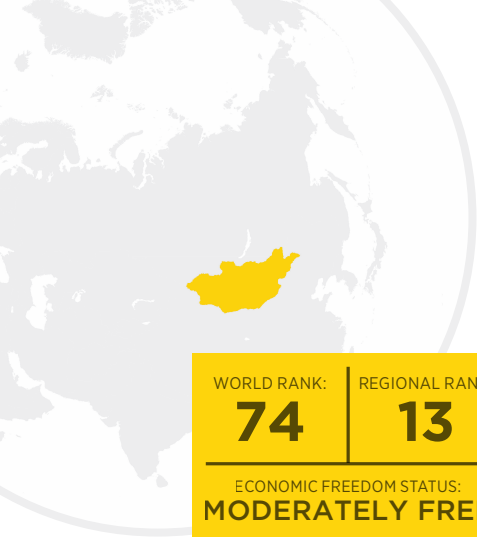 WORLD RANK:
74
REGIONAL RAN
13
ECONOMIC FREEDOM STATUS:
MODERATELY FRE